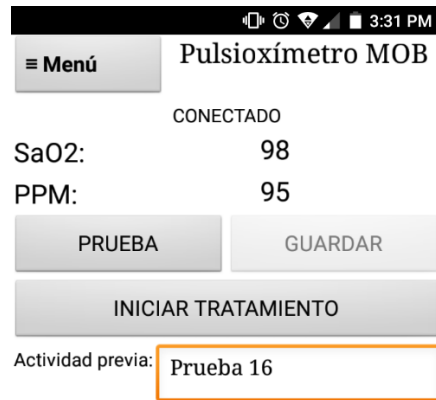 3:31 PM
≡ Menú
Pulsioxímetro MOB
CONECTADO
SaO2: 98
PPM: 95
PRUEBA GUARDAR
INICIAR TRATAMIENTO
Actividad previa: Prueba 16